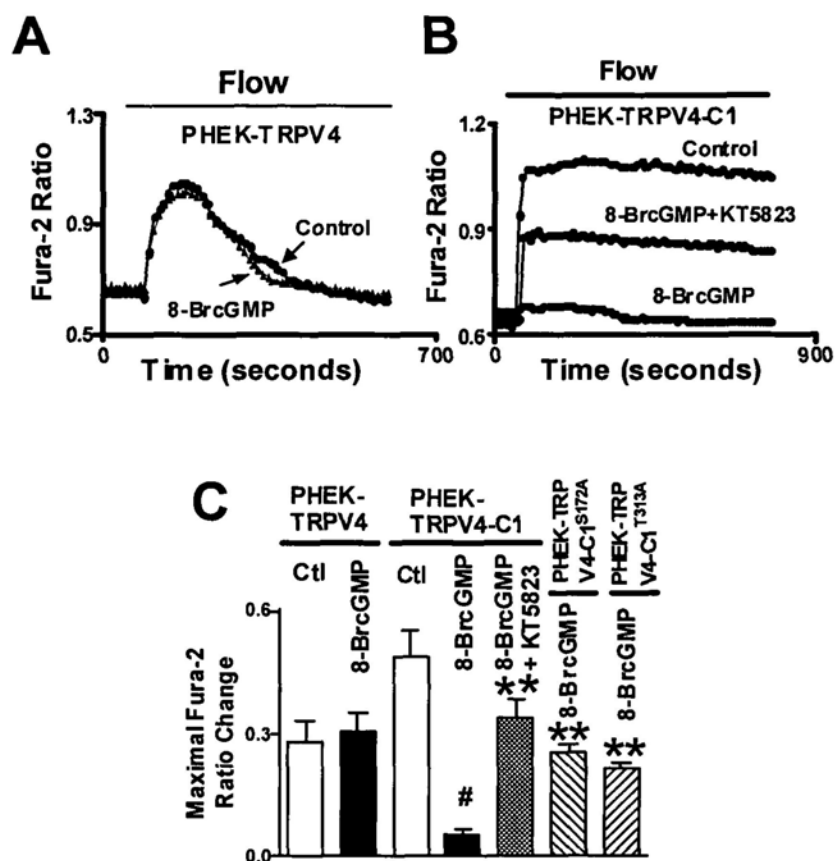 A
Flow
PHEK-TRPV4
1.3
0.9
0.5
Fura-2 Ratio
Control
8-BrcGMP
0
700
Time (seconds)
B
Flow
PHEK-TRPV4-C1
1.2
0.9
0.6
Fura-2 Ratio
Control
8-BrcGMP+KT5823
8-BrcGMP
0
900
Time (seconds)
C
PHEK-
TRPV4
PHEK-
TRPV4-C1
PHEK-TRP
V4-C1S172A
PHEK-TRP
V4-C1T313A
Ctl
8-BrcGMP
Ctl
8-BrcGMP
8-BrcGMP
+ KT5823
8-BrcGMP
8-BrcGMP
0.6
0.3
0.0
Maximal Fura-2
Ratio Change
#
**
**
**